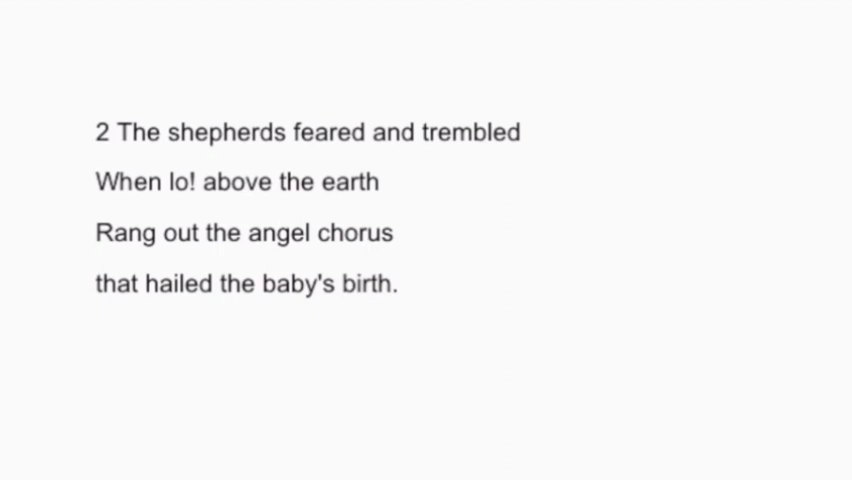 2 The shepherds feared and trembled
When lo! above the earth
Rang out the angel chorus
that hailed the baby's birth.